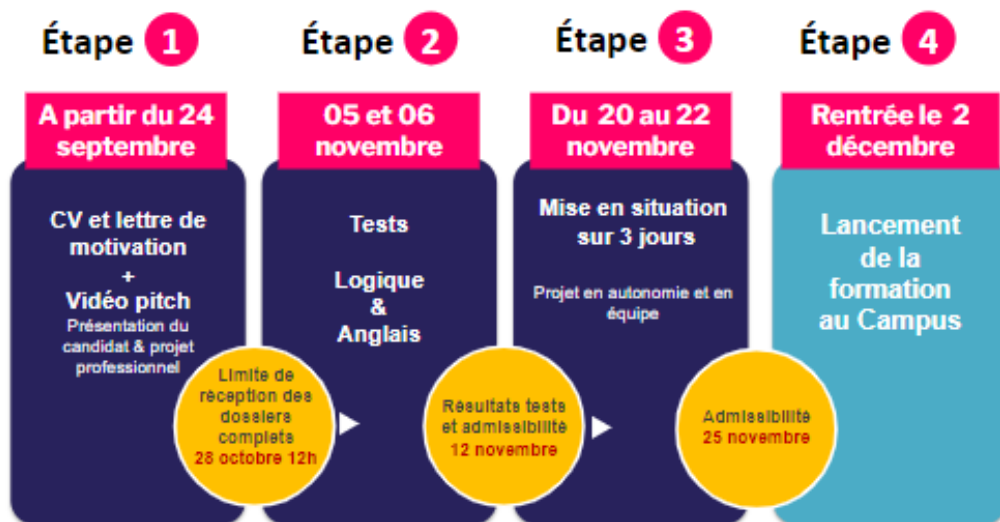 Étape 1
A partir du 24
septembre
CV et lettre de
motivation
+
Vidéo pitch
Présentation du
candidat & projet
professionnel
Limite de
réception des
dossiers
complets
28 octobre 12h
Étape 2
05 et 06
novembre
Tests
Logique
&
Anglais
Résultats tests
et admissibilité
12 novembre
Étape 3
Du 20 au 22
novembre
Mise en situation
sur 3 jours
Projet en autonomie et en
équipe
Admissibilité
25 novembre
Étape 4
Rentrée le 2
décembre
Lancement
de la
formation
au Campus